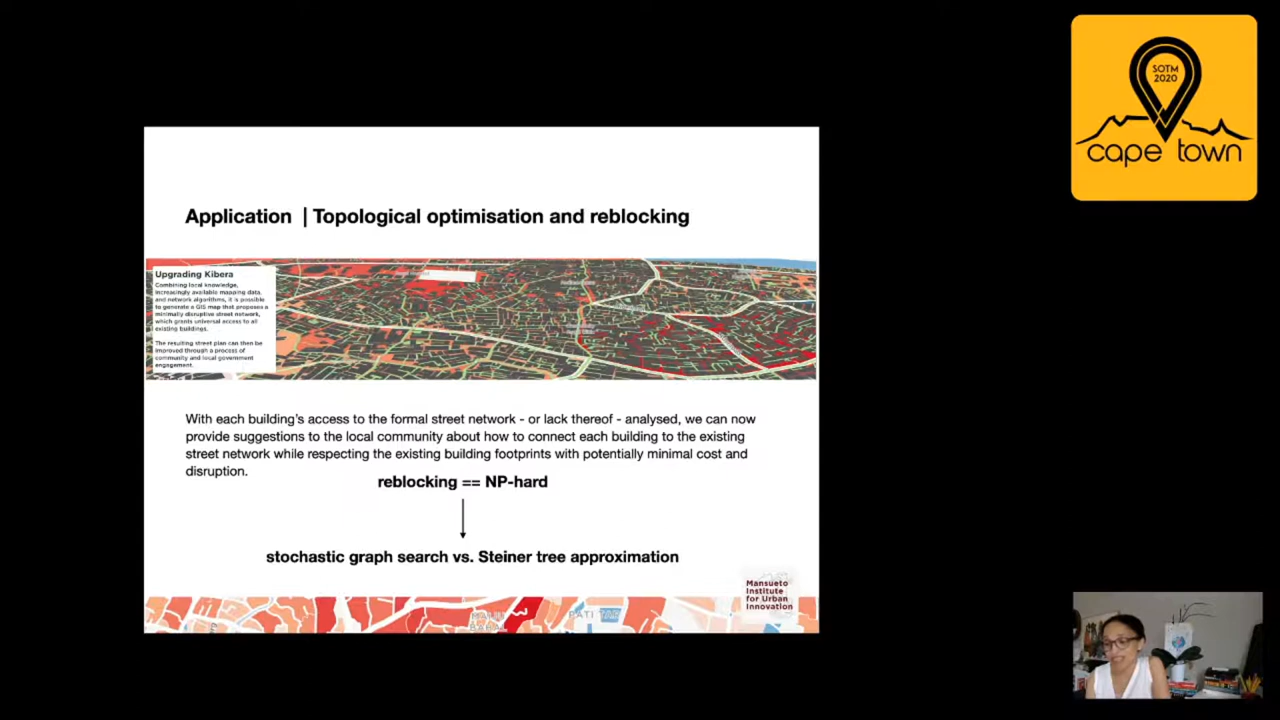 SOTM
2020
cape town
Application | Topological optimisation and reblocking
Upgrading Kibera
Combining local knowledge,
increasingly available mapping data,
and network algorithms, it is possible
to generate a GIS map that proposes a
minimally disruptive street network,
which grants universal access to all
existing buildings.
The resulting street plan can then be
improved through a process of
community and local government
engagement.
With each building's access to the formal street network - or lack thereof - analysed, we can now
provide suggestions to the local community about how to connect each building to the existing
street network while respecting the existing building footprints with potentially minimal cost and
disruption.
reblocking == NP-hard
stochastic graph search vs. Steiner tree approximation
Mansueto
Institute
for Urban
Innovation